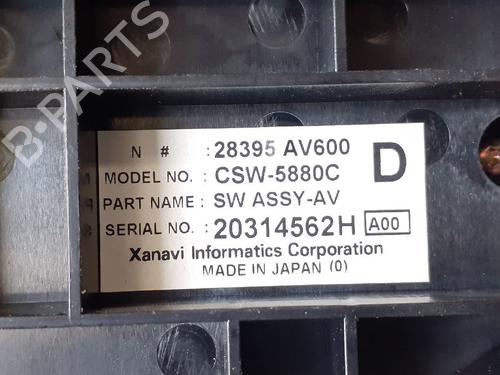 B-PARTS
N # : 28395 AV600
D
MODEL NO. : CSW-5880C
PART NAME : SW ASSY-AV
SERIAL NO. : 20314562H A00
Xanavi Informatics Corporation
MADE IN JAPAN (0)